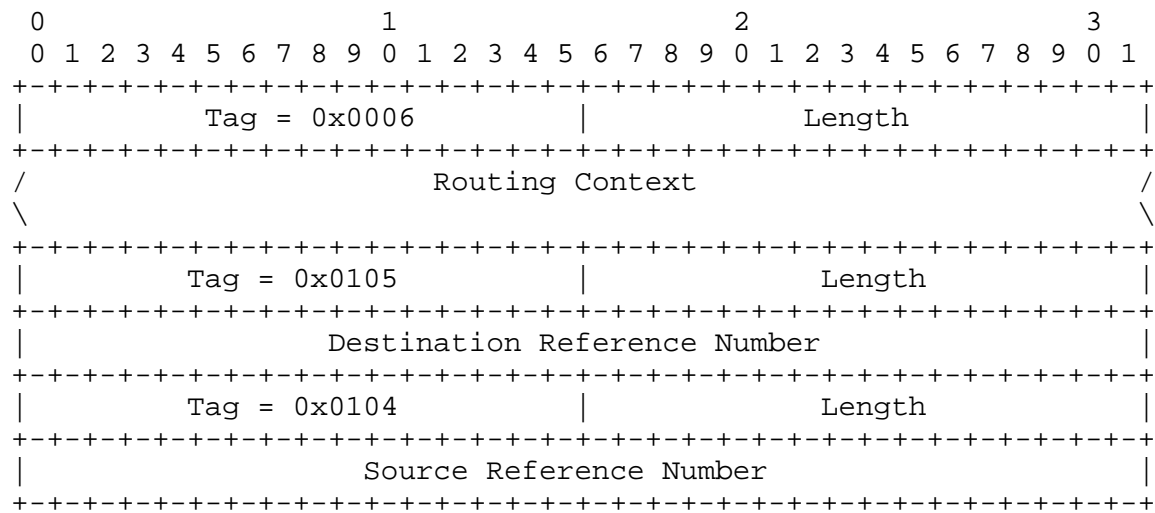 0                   1                   2                   3
0 1 2 3 4 5 6 7 8 9 0 1 2 3 4 5 6 7 8 9 0 1 2 3 4 5 6 7 8 9 0 1
+-+-+-+-+-+-+-+-+-+-+-+-+-+-+-+-+-+-+-+-+-+-+-+-+-+-+-+-+-+-+-+-+
|          Tag = 0x0006         |            Length             |
+-+-+-+-+-+-+-+-+-+-+-+-+-+-+-+-+-+-+-+-+-+-+-+-+-+-+-+-+-+-+-+-+
/                       Routing Context                         /
\                                                               \
+-+-+-+-+-+-+-+-+-+-+-+-+-+-+-+-+-+-+-+-+-+-+-+-+-+-+-+-+-+-+-+-+
|         Tag = 0x0105          |             Length            |
+-+-+-+-+-+-+-+-+-+-+-+-+-+-+-+-+-+-+-+-+-+-+-+-+-+-+-+-+-+-+-+-+
|                 Destination Reference Number                  |
+-+-+-+-+-+-+-+-+-+-+-+-+-+-+-+-+-+-+-+-+-+-+-+-+-+-+-+-+-+-+-+-+
|         Tag = 0x0104          |             Length            |
+-+-+-+-+-+-+-+-+-+-+-+-+-+-+-+-+-+-+-+-+-+-+-+-+-+-+-+-+-+-+-+-+
|                   Source Reference Number                     |
+-+-+-+-+-+-+-+-+-+-+-+-+-+-+-+-+-+-+-+-+-+-+-+-+-+-+-+-+-+-+-+-+